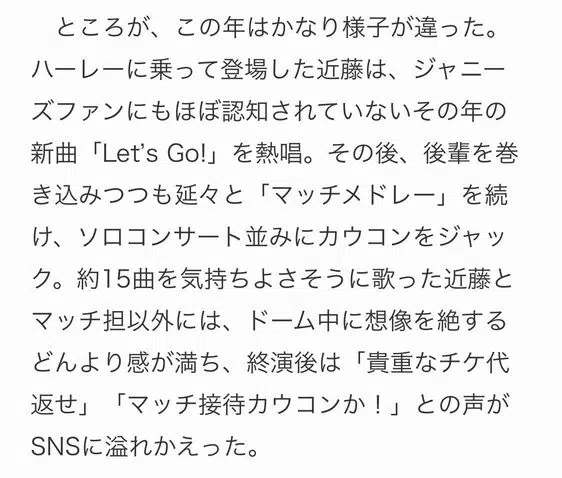 ところが、この年はかなり様子が違った。
ハーレーに乗って登場した近藤は、ジャニー
ズファンにもほぼ認知されていないその年の
新曲「Let’s Go!」を熱唱。その後、後輩を巻
き込みつつも延々と「マッチメドレー」を続
け、ソロコンサート並みにカウコンをジャッ
ク。約15曲を気持ちよさそうに歌った近藤と
マッチ担以外には、ドーム中に想像を絶する
どんより感が満ち、終演後は「貴重なチケ代
返せ」「マッチ接待カウコンか！」との声が
SNSに溢れかえった。